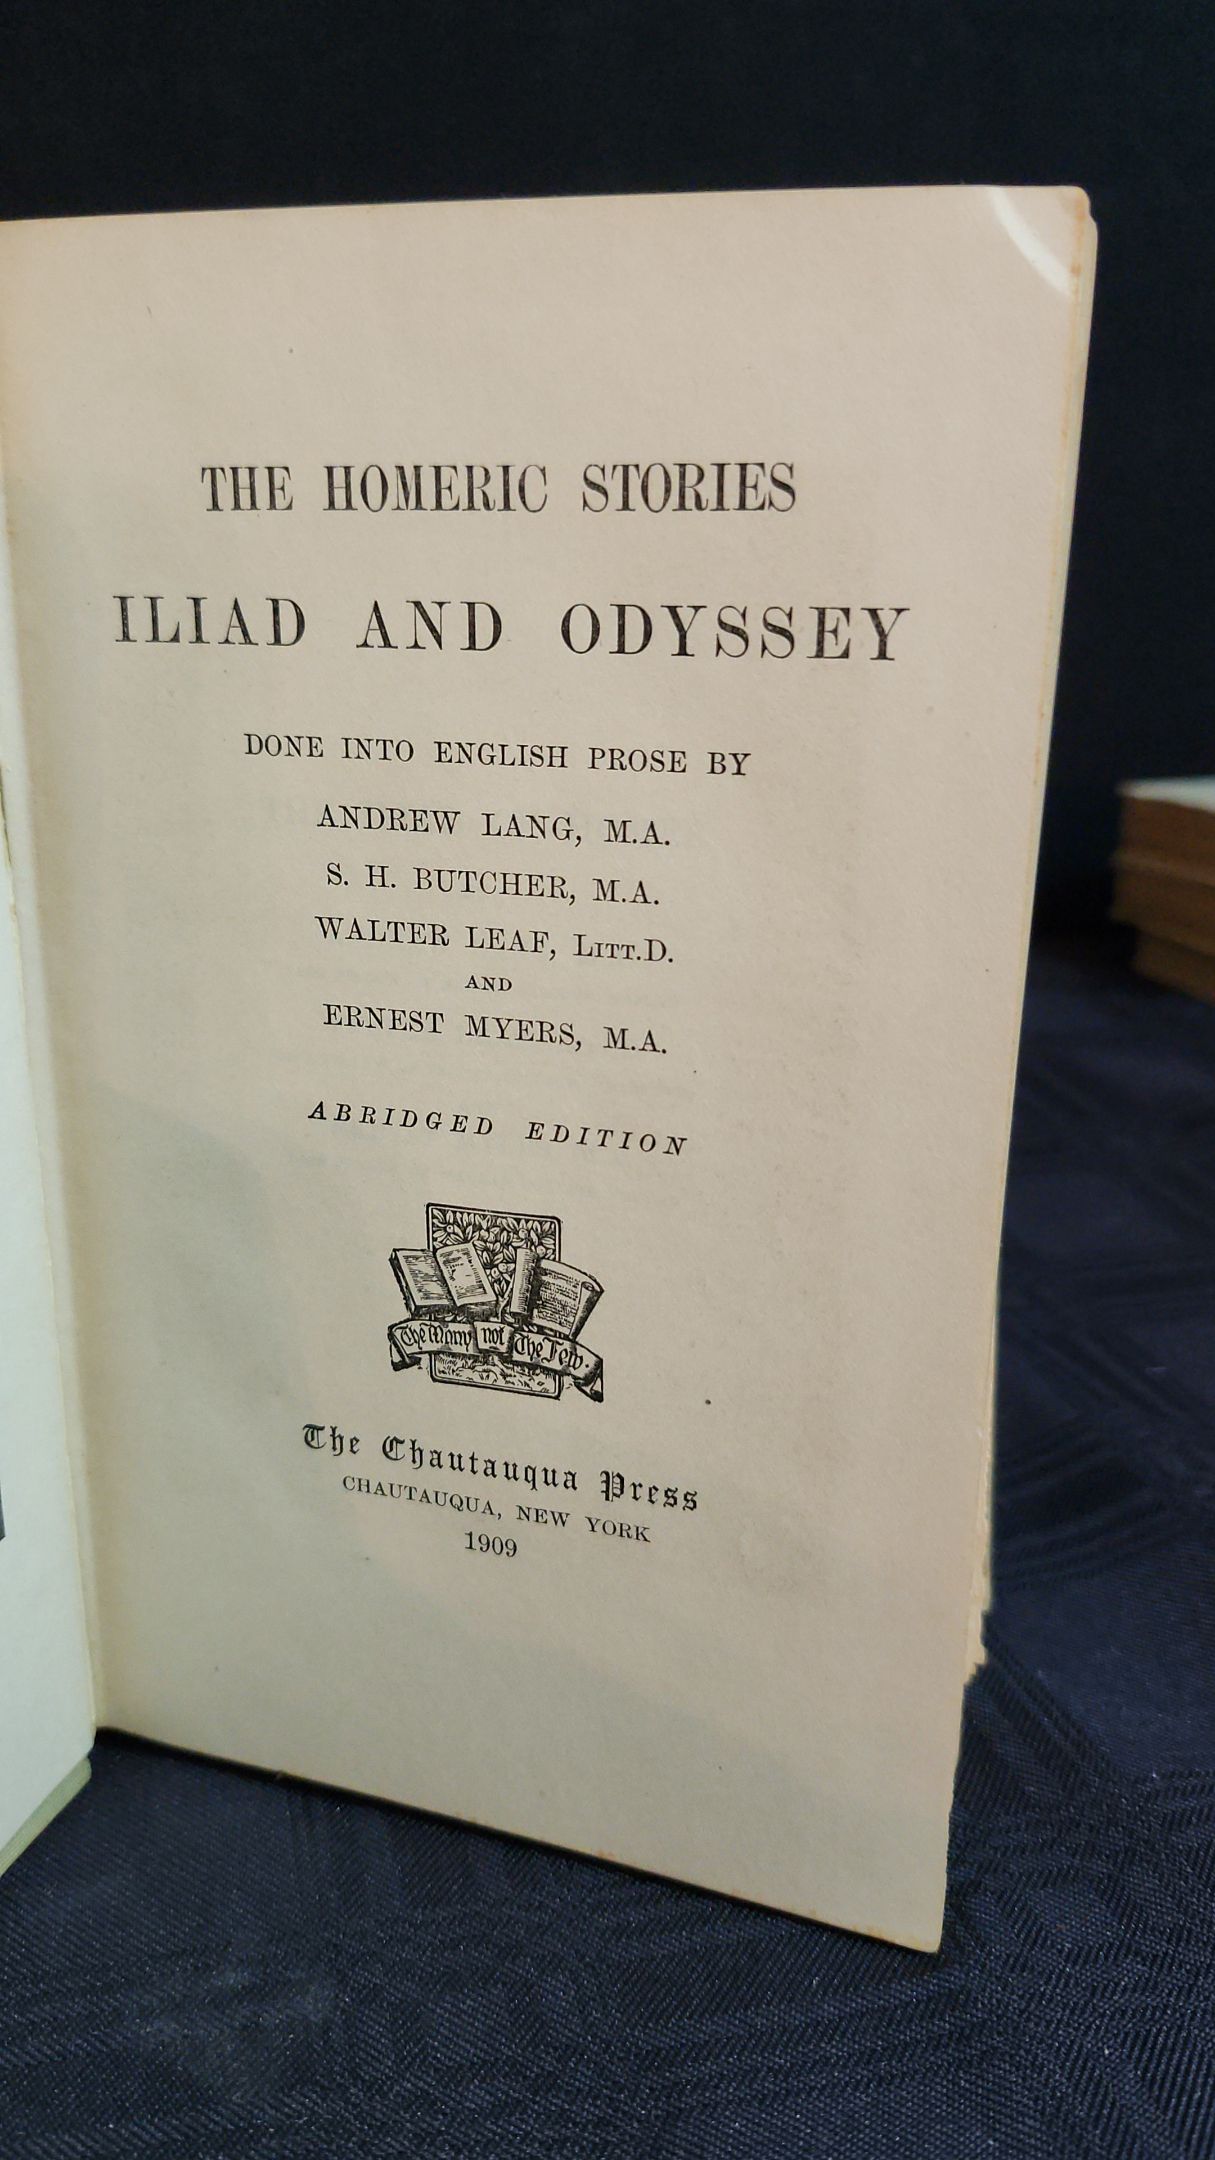 THE HOMERIC STORIES
ILIAD AND ODYSSEY
DONE INTO ENGLISH PROSE BY
ANDREW LANG, M.A.
S. H. BUTCHER, M.A.
WALTER LEAF, LITT.D.
AND
ERNEST MYERS, M.A.
ABRIDGED EDITION
The Many not The Few.
The Chautauqua Press
CHAUTAUQUA, NEW YORK
1909